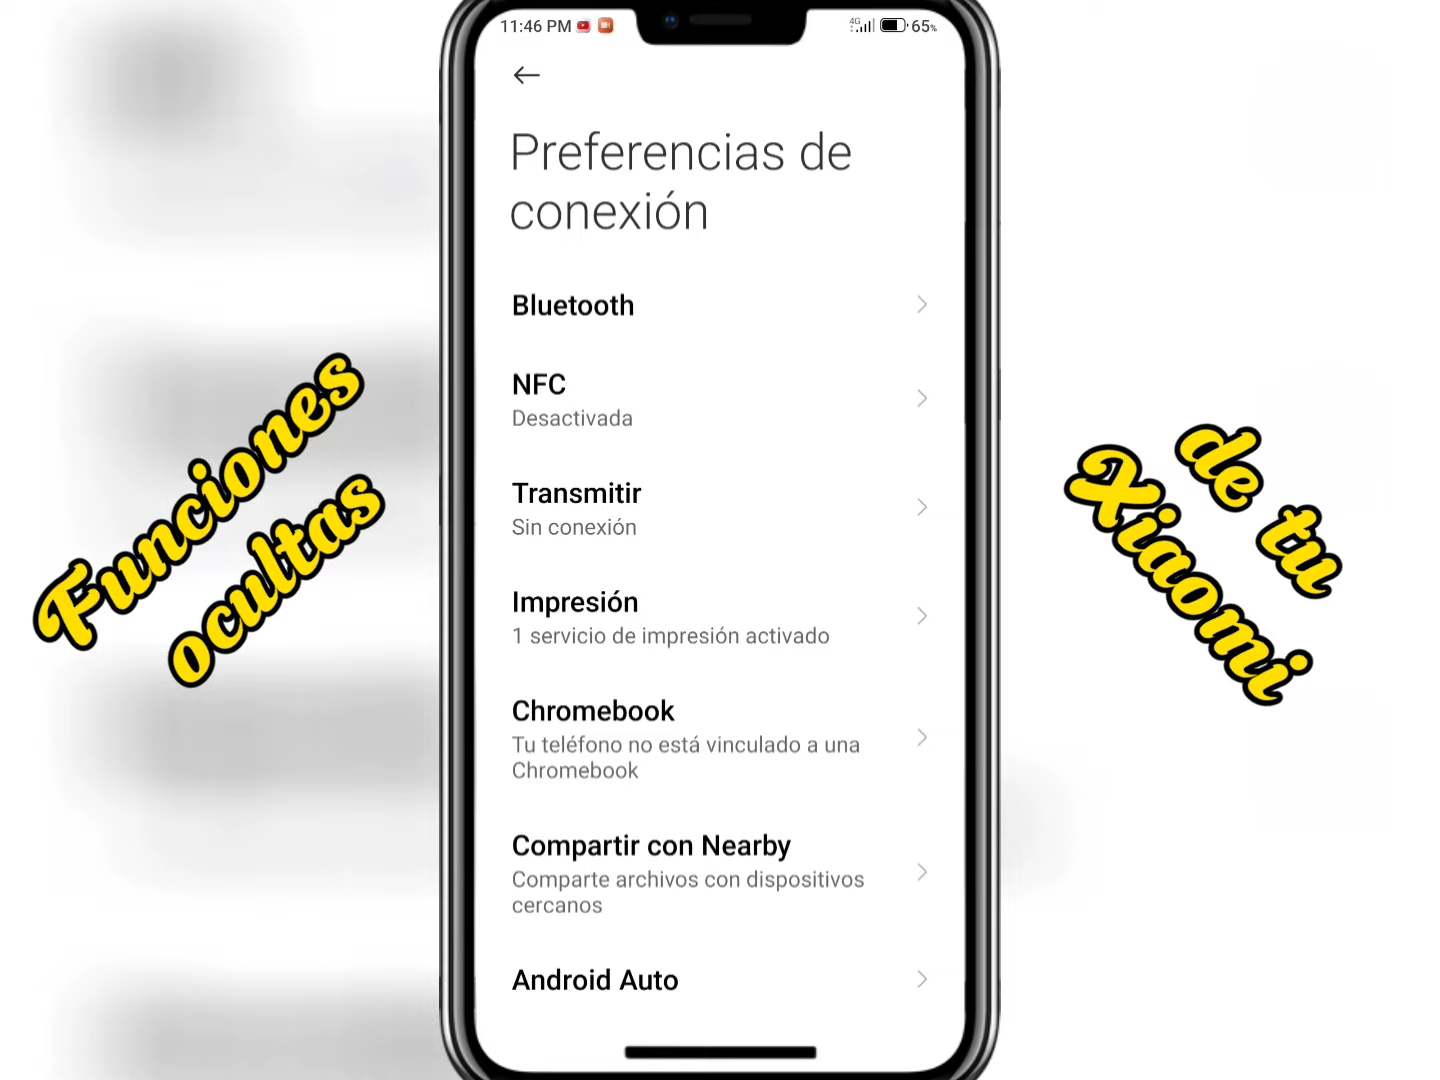 11:46 PM
4G
65%
Preferencias de
conexión
Bluetooth
NFC
Desactivada
Transmitir
Sin conexión
Impresión
1 servicio de impresión activado
Chromebook
Tu teléfono no está vinculado a una
Chromebook
Compartir con Nearby
Comparte archivos con dispositivos
cercanos
Android Auto
Funciones
ocultas
de tu
Xiaomi